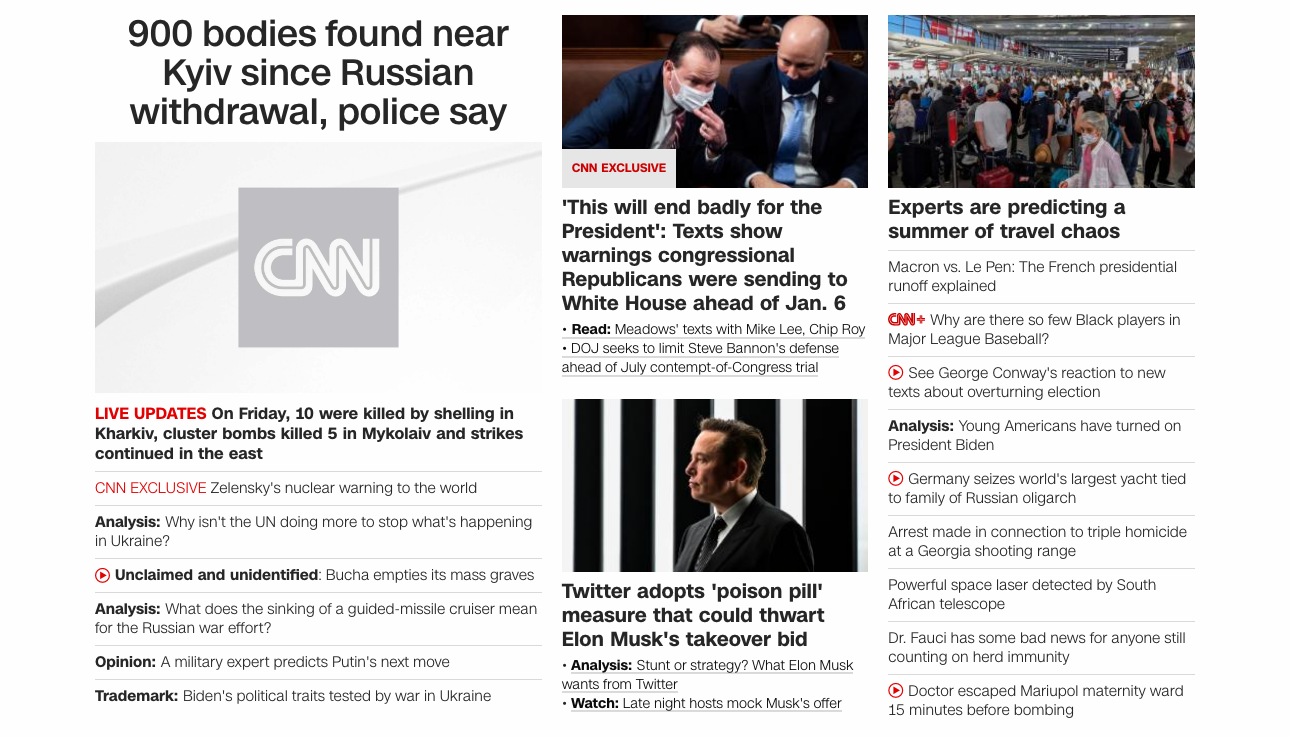 900 bodies found near
Kyiv since Russian
withdrawal, police say
CNN
LIVE UPDATES On Friday, 10 were killed by shelling in
Kharkiv, cluster bombs killed 5 in Mykolaiv and strikes
continued in the east
CNN EXCLUSIVE Zelensky's nuclear warning to the world
Analysis: Why isn't the UN doing more to stop what's happening
in Ukraine?
Unclaimed and unidentified: Bucha empties its mass graves
Analysis: What does the sinking of a guided-missile cruiser mean
for the Russian war effort?
Opinion: A military expert predicts Putin's next move
Trademark: Biden's political traits tested by war in Ukraine
CNN EXCLUSIVE
'This will end badly for the
President': Texts show
warnings congressional
Republicans were sending to
White House ahead of Jan. 6
• Read: Meadows' texts with Mike Lee, Chip Roy
• DOJ seeks to limit Steve Bannon's defense
ahead of July contempt-of-Congress trial
Twitter adopts 'poison pill'
measure that could thwart
Elon Musk's takeover bid
• Analysis: Stunt or strategy? What Elon Musk
wants from Twitter
• Watch: Late night hosts mock Musk's offer
Experts are predicting a
summer of travel chaos
Macron vs. Le Pen: The French presidential
runoff explained
CNN+ Why are there so few Black players in
Major League Baseball?
See George Conway's reaction to new
texts about overturning election
Analysis: Young Americans have turned on
President Biden
Germany seizes world's largest yacht tied
to family of Russian oligarch
Arrest made in connection to triple homicide
at a Georgia shooting range
Powerful space laser detected by South
African telescope
Dr. Fauci has some bad news for anyone still
counting on herd immunity
Doctor escaped Mariupol maternity ward
15 minutes before bombing